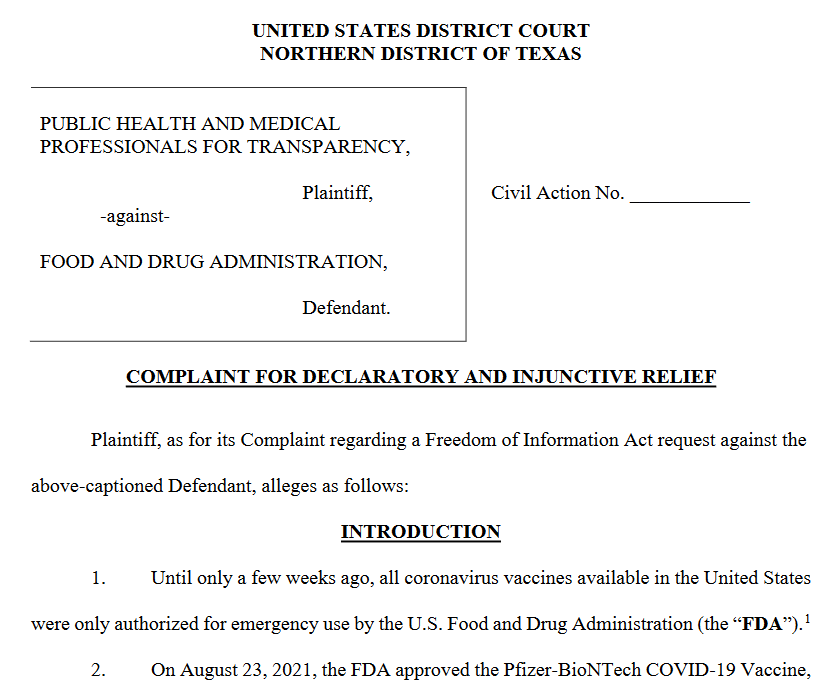 UNITED STATES DISTRICT COURT
NORTHERN DISTRICT OF TEXAS
PUBLIC HEALTH AND MEDICAL
PROFESSIONALS FOR TRANSPARENCY,
Plaintiff,
-against-
FOOD AND DRUG ADMINISTRATION,
Defendant.
Civil Action No. ____________
COMPLAINT FOR DECLARATORY AND INJUNCTIVE RELIEF
Plaintiff, as for its Complaint regarding a Freedom of Information Act request against the
above-captioned Defendant, alleges as follows:
INTRODUCTION
1. Until only a few weeks ago, all coronavirus vaccines available in the United States
were only authorized for emergency use by the U.S. Food and Drug Administration (the “FDA”).1
2. On August 23, 2021, the FDA approved the Pfizer-BioNTech COVID-19 Vaccine,